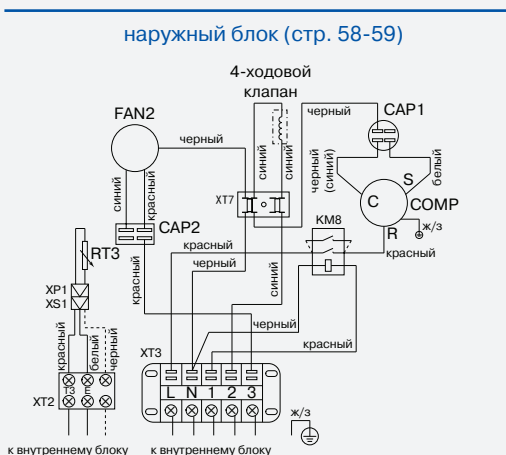 наружный блок (стр. 58-59)
4-ходовой
клапан
FAN2
черный
CAP1
черный
синий
синий
черный
(синий)
белый
S
C
COMP
R
ж/з
синий
красный
XT7
CAP2
KM8
красный
красный
черный
RT3
XP1
XS1
красный
синий
черный
красный
красный
белый
черный
XT3
L N 1 2 3
T3 E
XT2
ж/з
к внутреннему блоку
к внутреннему блоку